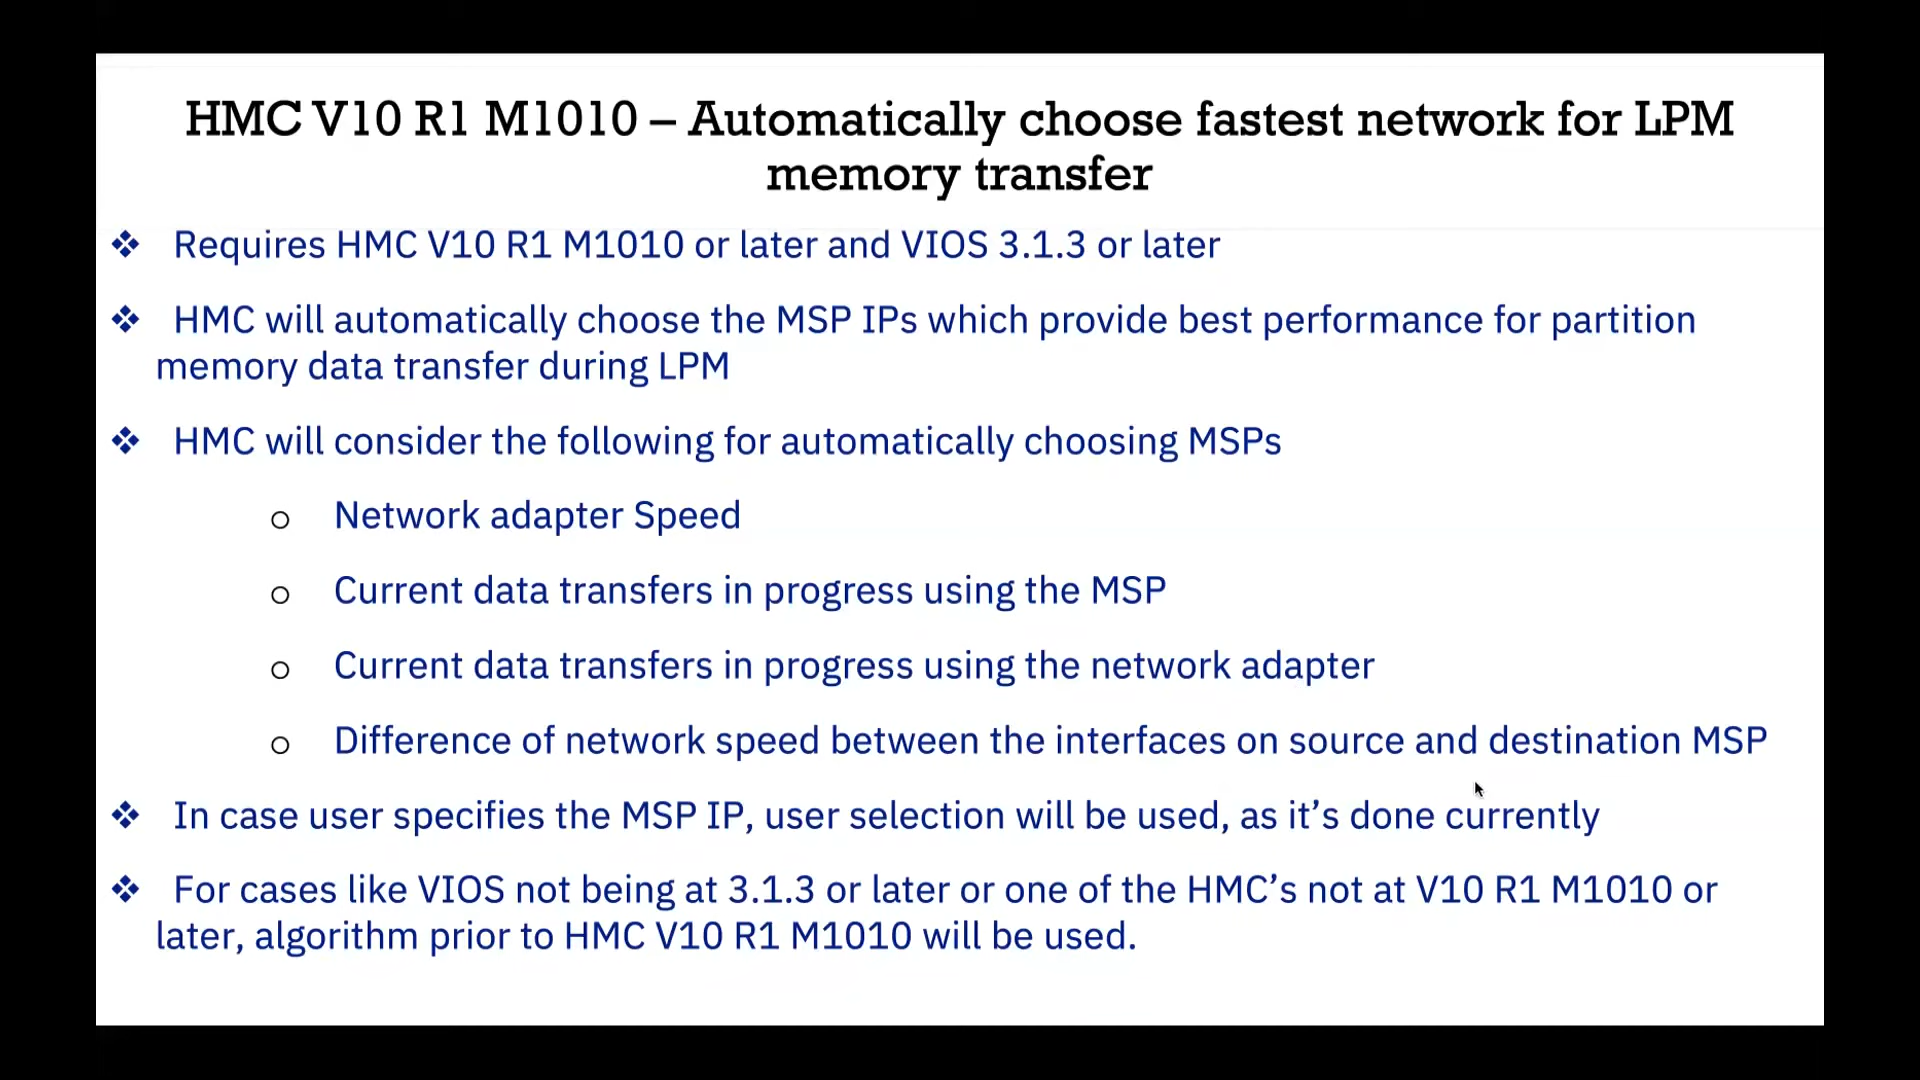 HMC V10 R1 M1010 – Automatically choose fastest network for LPM
memory transfer
❖ Requires HMC V10 R1 M1010 or later and VIOS 3.1.3 or later
❖ HMC will automatically choose the MSP IPs which provide best performance for partition
memory data transfer during LPM
❖ HMC will consider the following for automatically choosing MSPs
o Network adapter Speed
o Current data transfers in progress using the MSP
o Current data transfers in progress using the network adapter
o Difference of network speed between the interfaces on source and destination MSP
❖ In case user specifies the MSP IP, user selection will be used, as it’s done currently
❖ For cases like VIOS not being at 3.1.3 or later or one of the HMC’s not at V10 R1 M1010 or
later, algorithm prior to HMC V10 R1 M1010 will be used.